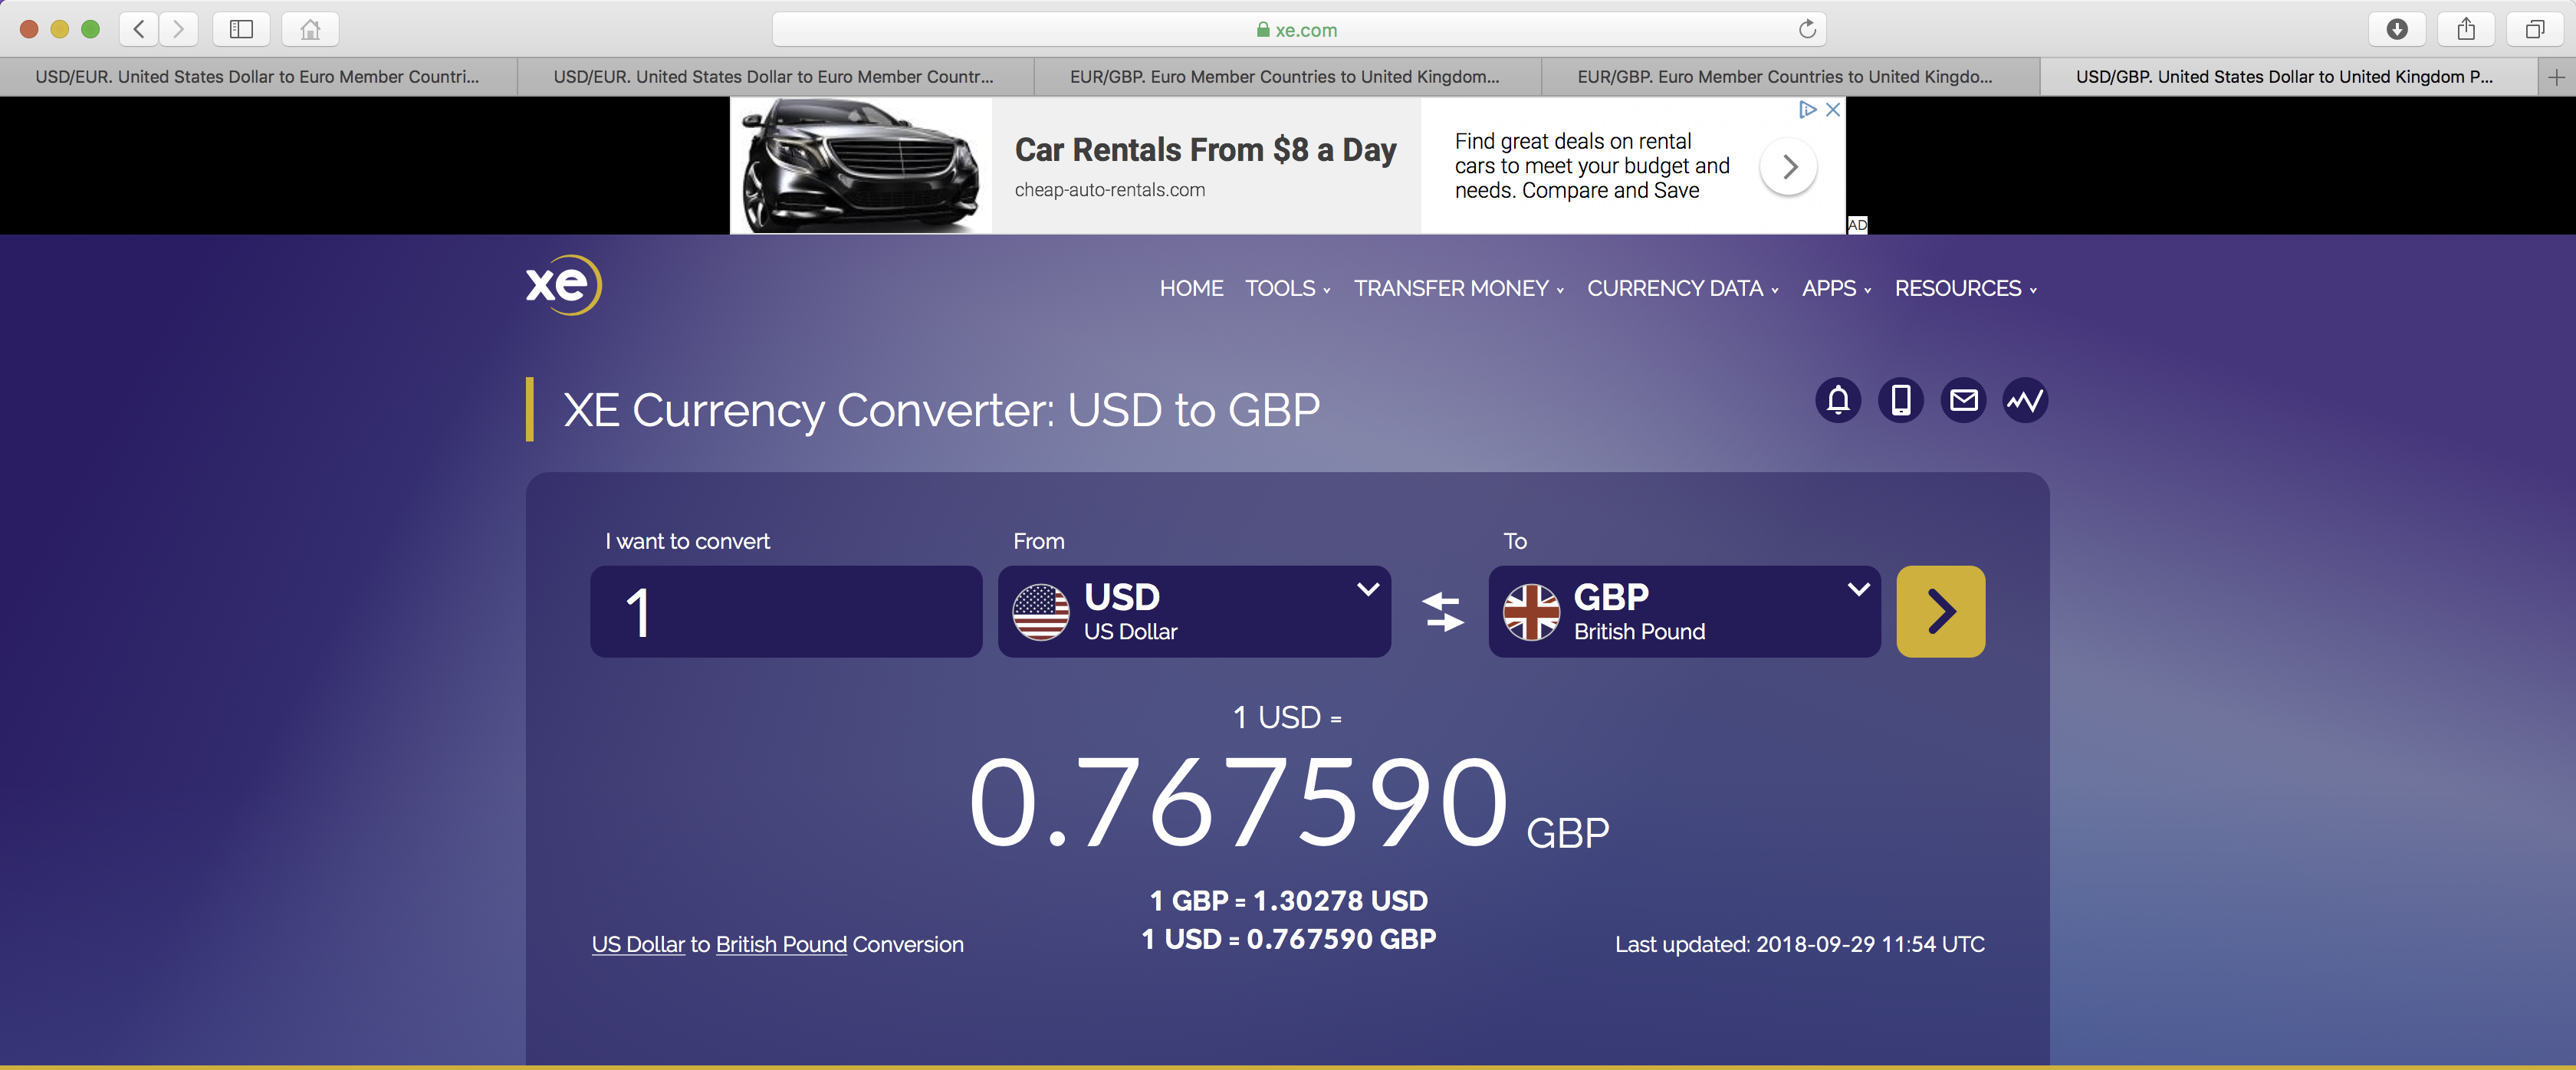 xe.com
USD/EUR. United States Dollar to Euro Member Countri...
USD/EUR. United States Dollar to Euro Member Countr...
EUR/GBP. Euro Member Countries to United Kingdom...
EUR/GBP. Euro Member Countries to United Kingdo...
USD/GBP. United States Dollar to United Kingdom P...
Car Rentals From $8 a Day
cheap-auto-rentals.com
Find great deals on rental
cars to meet your budget and
needs. Compare and Save
AD
xe
HOME TOOLS TRANSFER MONEY CURRENCY DATA APPS RESOURCES
XE Currency Converter: USD to GBP
I want to convert
From
To
1
USD
US Dollar
GBP
British Pound
1 USD =
0.767590 GBP
1 GBP = 1.30278 USD
1 USD = 0.767590 GBP
US Dollar to British Pound Conversion
Last updated: 2018-09-29 11:54 UTC